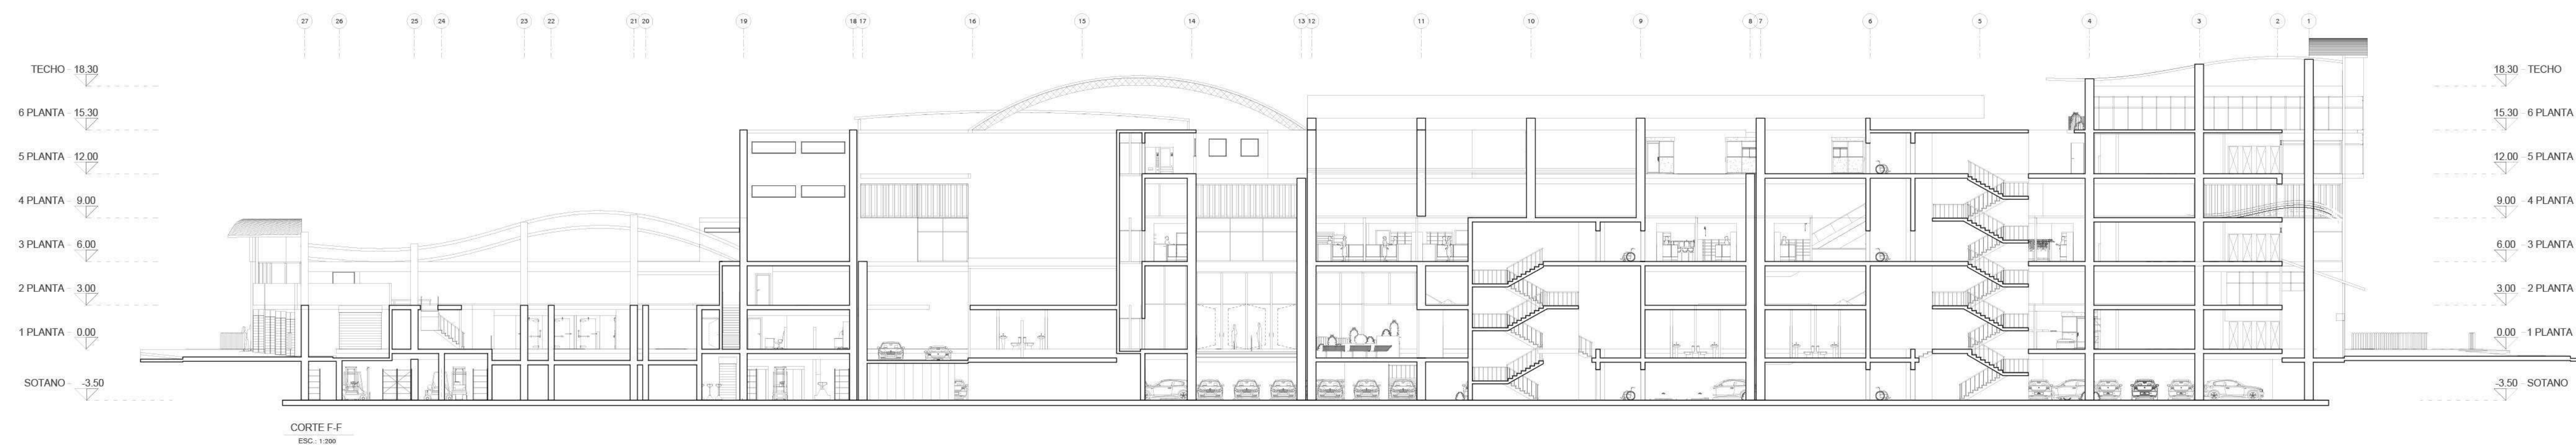 27 26 25 24 23 22 21 20 19 18 17 16 15 14 13 12 11 10 9 8 7 6 5 4 3 2 1
TECHO 18.30
18.30 TECHO
6 PLANTA 15.30
15.30 6 PLANTA
5 PLANTA 12.00
12.00 5 PLANTA
4 PLANTA 9.00
9.00 4 PLANTA
3 PLANTA 6.00
6.00 3 PLANTA
2 PLANTA 3.00
3.00 2 PLANTA
1 PLANTA 0.00
0.00 1 PLANTA
SOTANO -3.50
-3.50 SOTANO
CORTE F-F
ESC.: 1:200